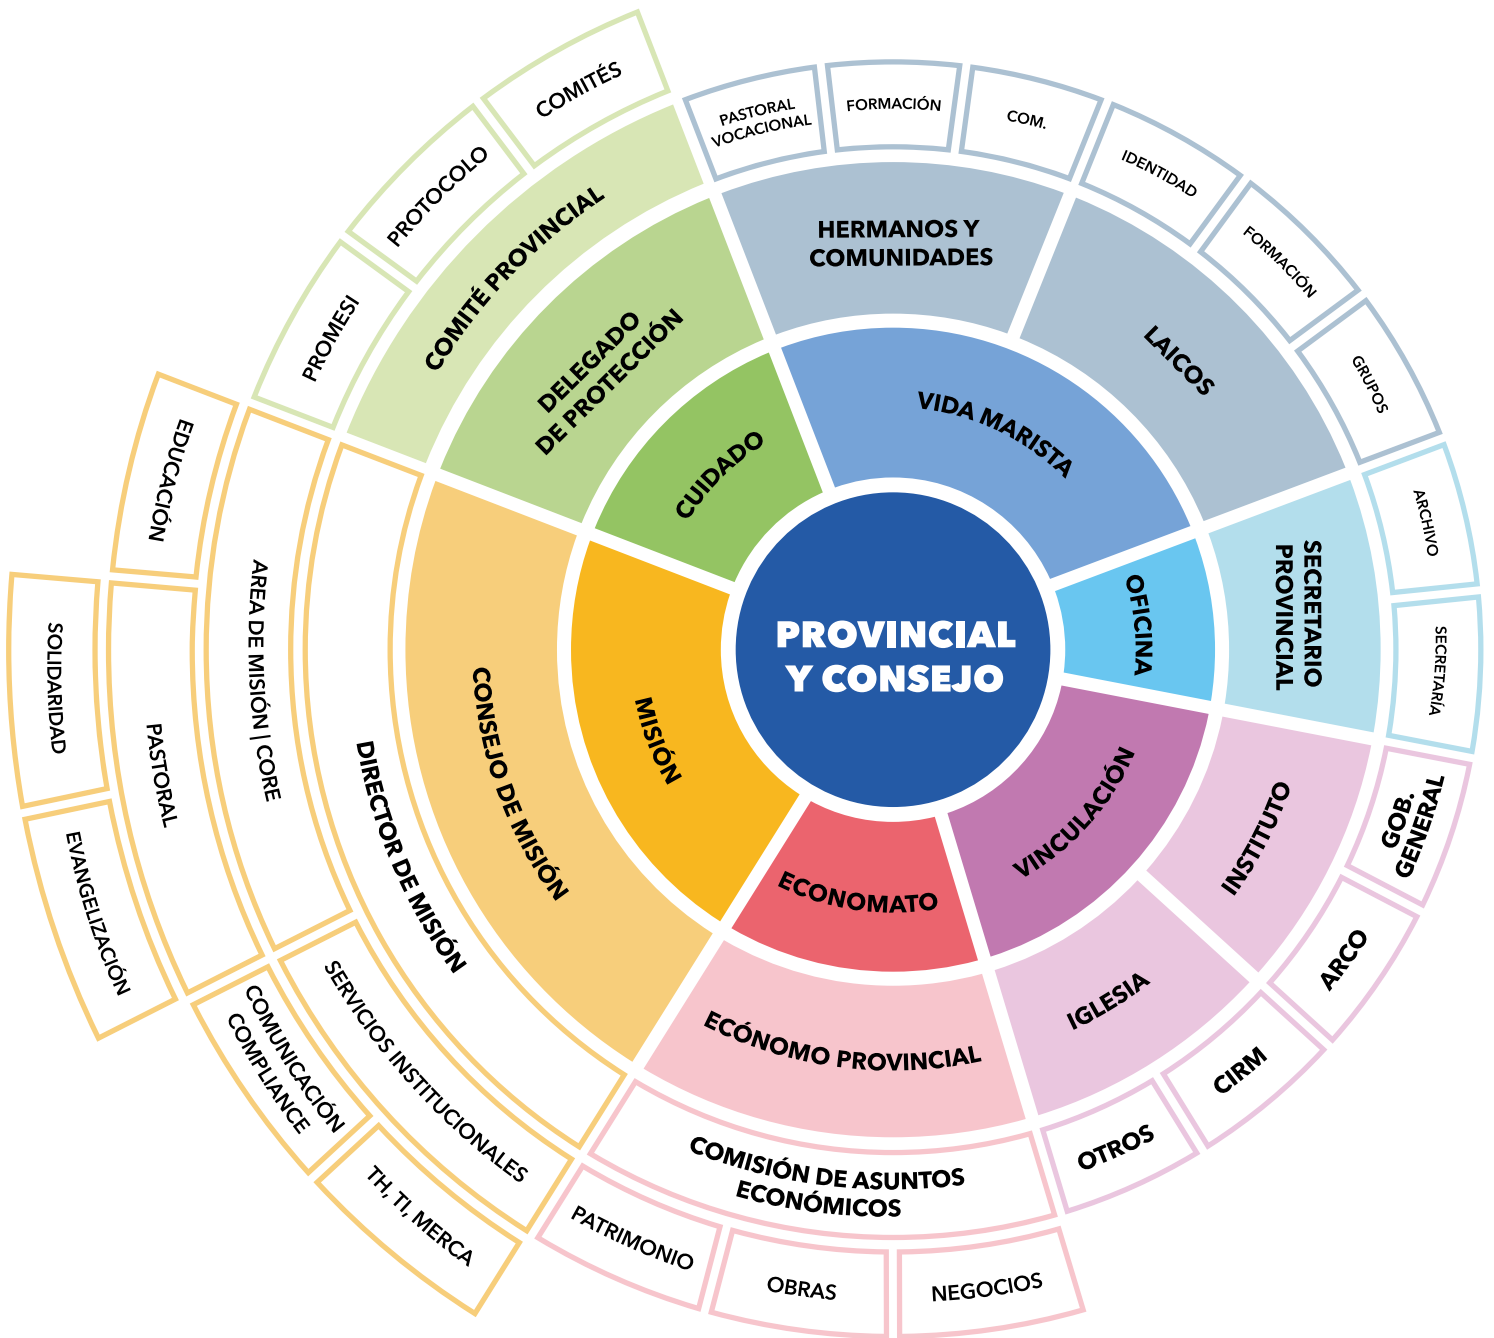 PROVINCIAL
Y CONSEJO
VIDA MARISTA
HERMANOS Y
COMUNIDADES
PASTORAL
VOCACIONAL
FORMACIÓN
COM.
LAICOS
IDENTIDAD
FORMACIÓN
GRUPOS
OFICINA
SECRETARIO
PROVINCIAL
ARCHIVO
SECRETARÍA
VINCULACIÓN
INSTITUTO
GOB.
GENERAL
ARCO
IGLESIA
CIRM
OTROS
ECONOMATO
ECÓNOMO PROVINCIAL
COMISIÓN DE ASUNTOS
ECONÓMICOS
NEGOCIOS
OBRAS
PATRIMONIO
MISIÓN
CONSEJO DE MISIÓN
DIRECTOR DE MISIÓN
SERVICIOS INSTITUCIONALES
TH, TI, MERCA
COMUNICACIÓN
COMPLIANCE
AREA DE MISIÓN | CORE
PASTORAL
EVANGELIZACIÓN
SOLIDARIDAD
EDUCACIÓN
CUIDADO
DELEGADO
DE PROTECCIÓN
COMITÉ PROVINCIAL
PROMESI
PROTOCOLO
COMITÉS